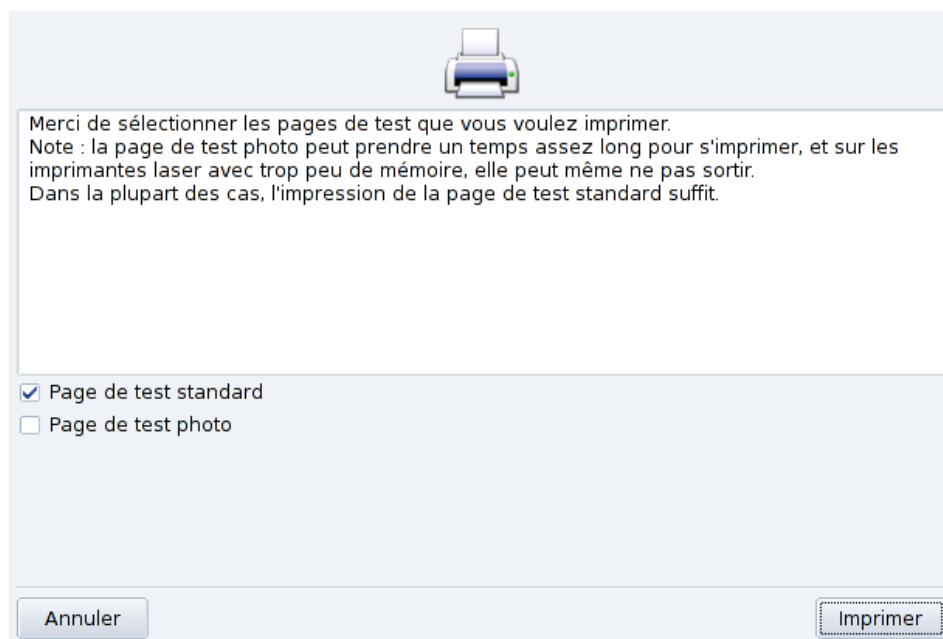 Merci de sélectionner les pages de test que vous voulez imprimer.
Note : la page de test photo peut prendre un temps assez long pour s'imprimer, et sur les
imprimantes laser avec trop peu de mémoire, elle peut même ne pas sortir.
Dans la plupart des cas, l'impression de la page de test standard suffit.
Page de test standard
Page de test photo
Annuler
Imprimer